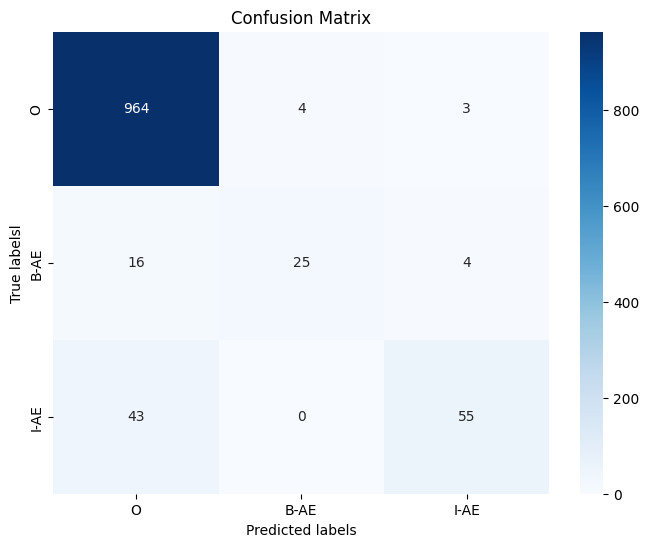 Confusion Matrix
O 964 4 3
B-AE 16 25 4
I-AE 43 0 55
O B-AE I-AE
True labelsl
Predicted labels
800
600
400
200
0